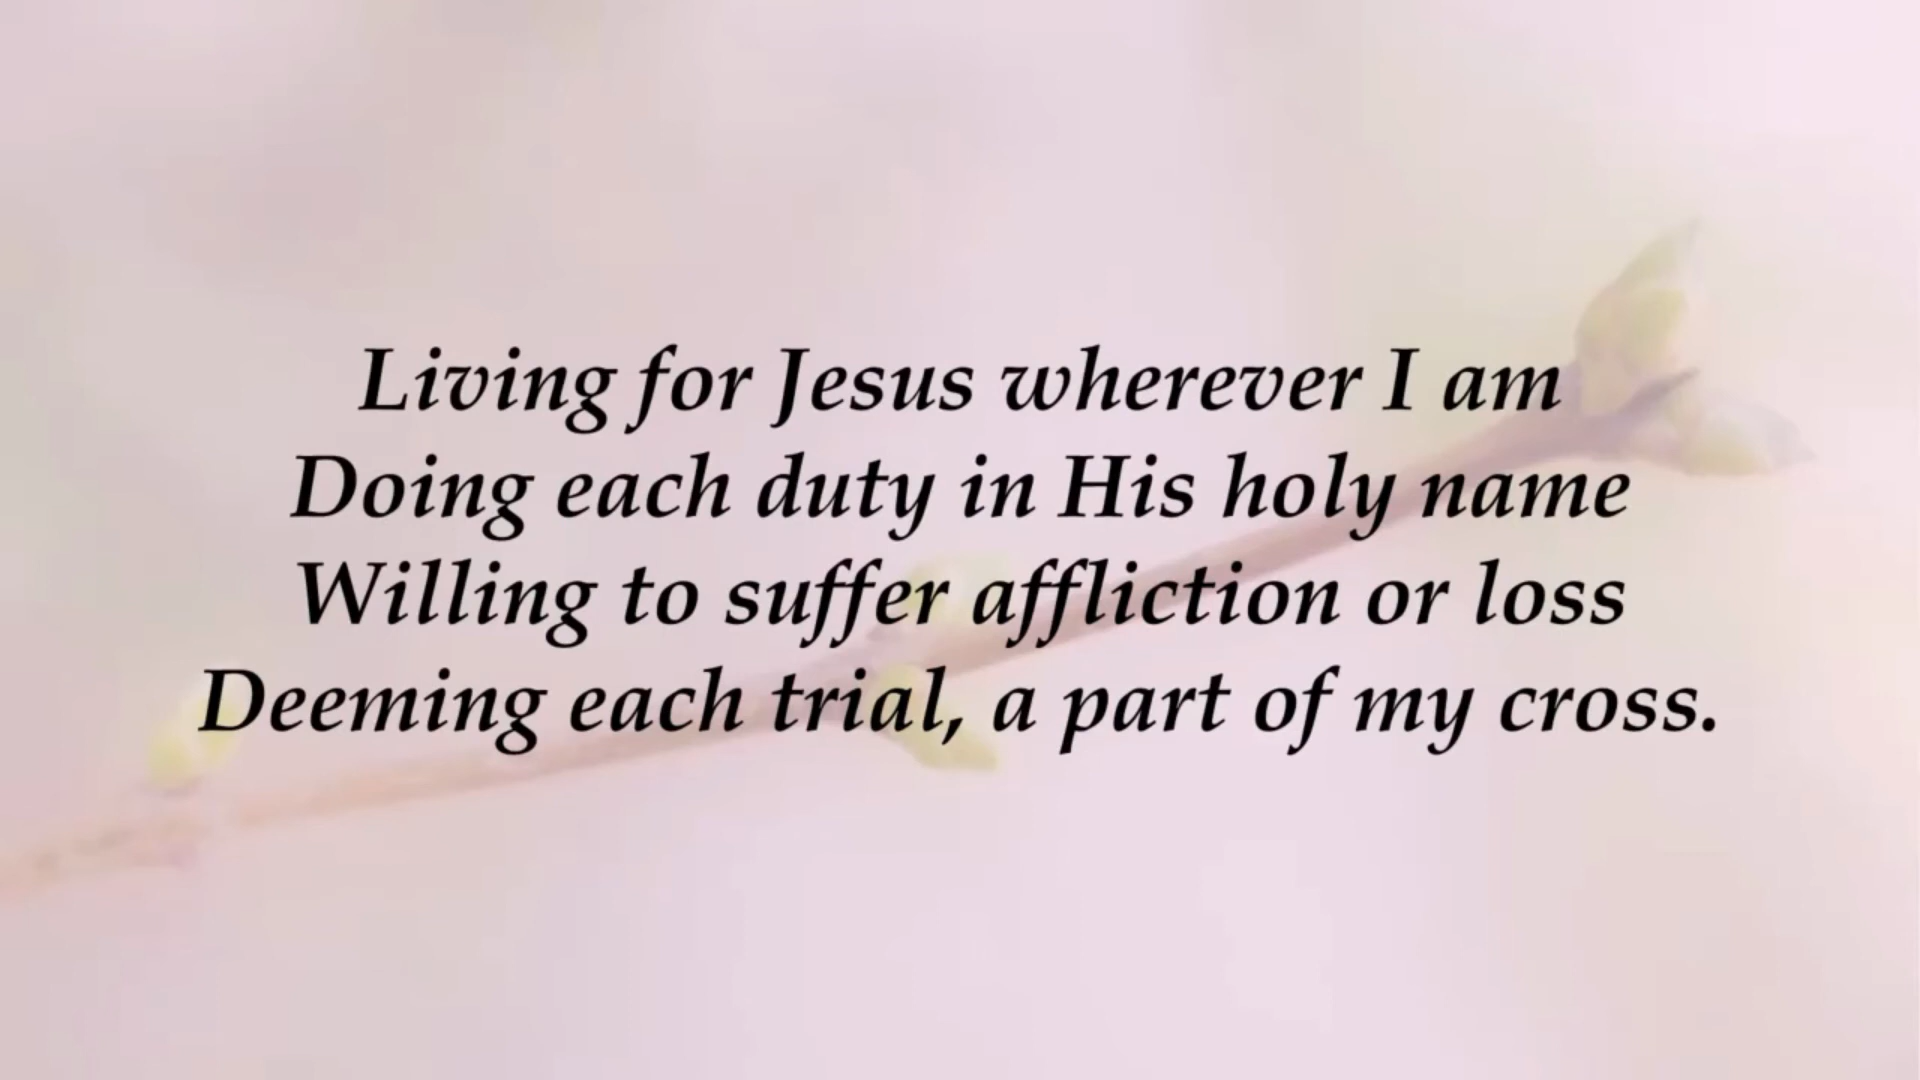 Living for Jesus wherever I am
Doing each duty in His holy name
Willing to suffer affliction or loss
Deeming each trial, a part of my cross.